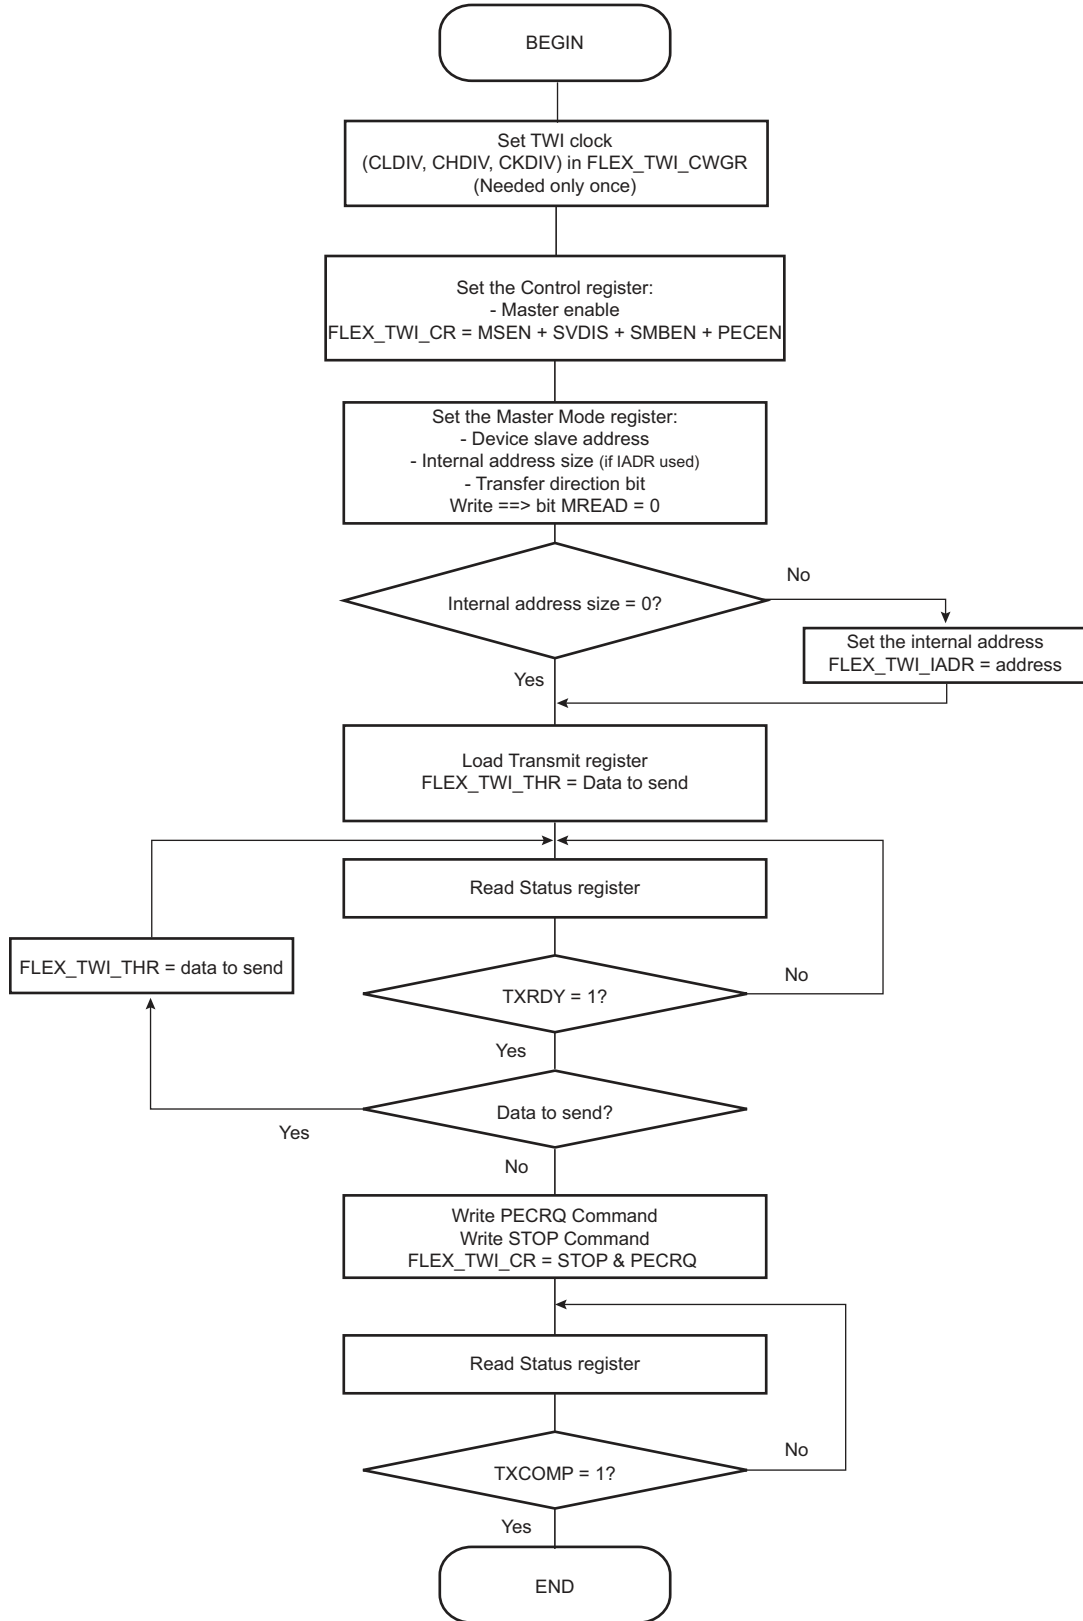 BEGIN
Set TWI clock
(CLDIV, CHDIV, CKDIV) in FLEX_TWI_CWGR
(Needed only once)
Set the Control register:
- Master enable
FLEX_TWI_CR = MSEN + SVDIS + SMBEN + PECEN
Set the Master Mode register:
- Device slave address
- Internal address size (if IADR used)
- Transfer direction bit
Write ==> bit MREAD = 0
Internal address size = 0?
No
Set the internal address
FLEX_TWI_IADR = address
Yes
Load Transmit register
FLEX_TWI_THR = Data to send
Read Status register
FLEX_TWI_THR = data to send
TXRDY = 1?
No
Yes
Data to send?
Yes
No
Write PECRQ Command
Write STOP Command
FLEX_TWI_CR = STOP & PECRQ
Read Status register
TXCOMP = 1?
No
Yes
END